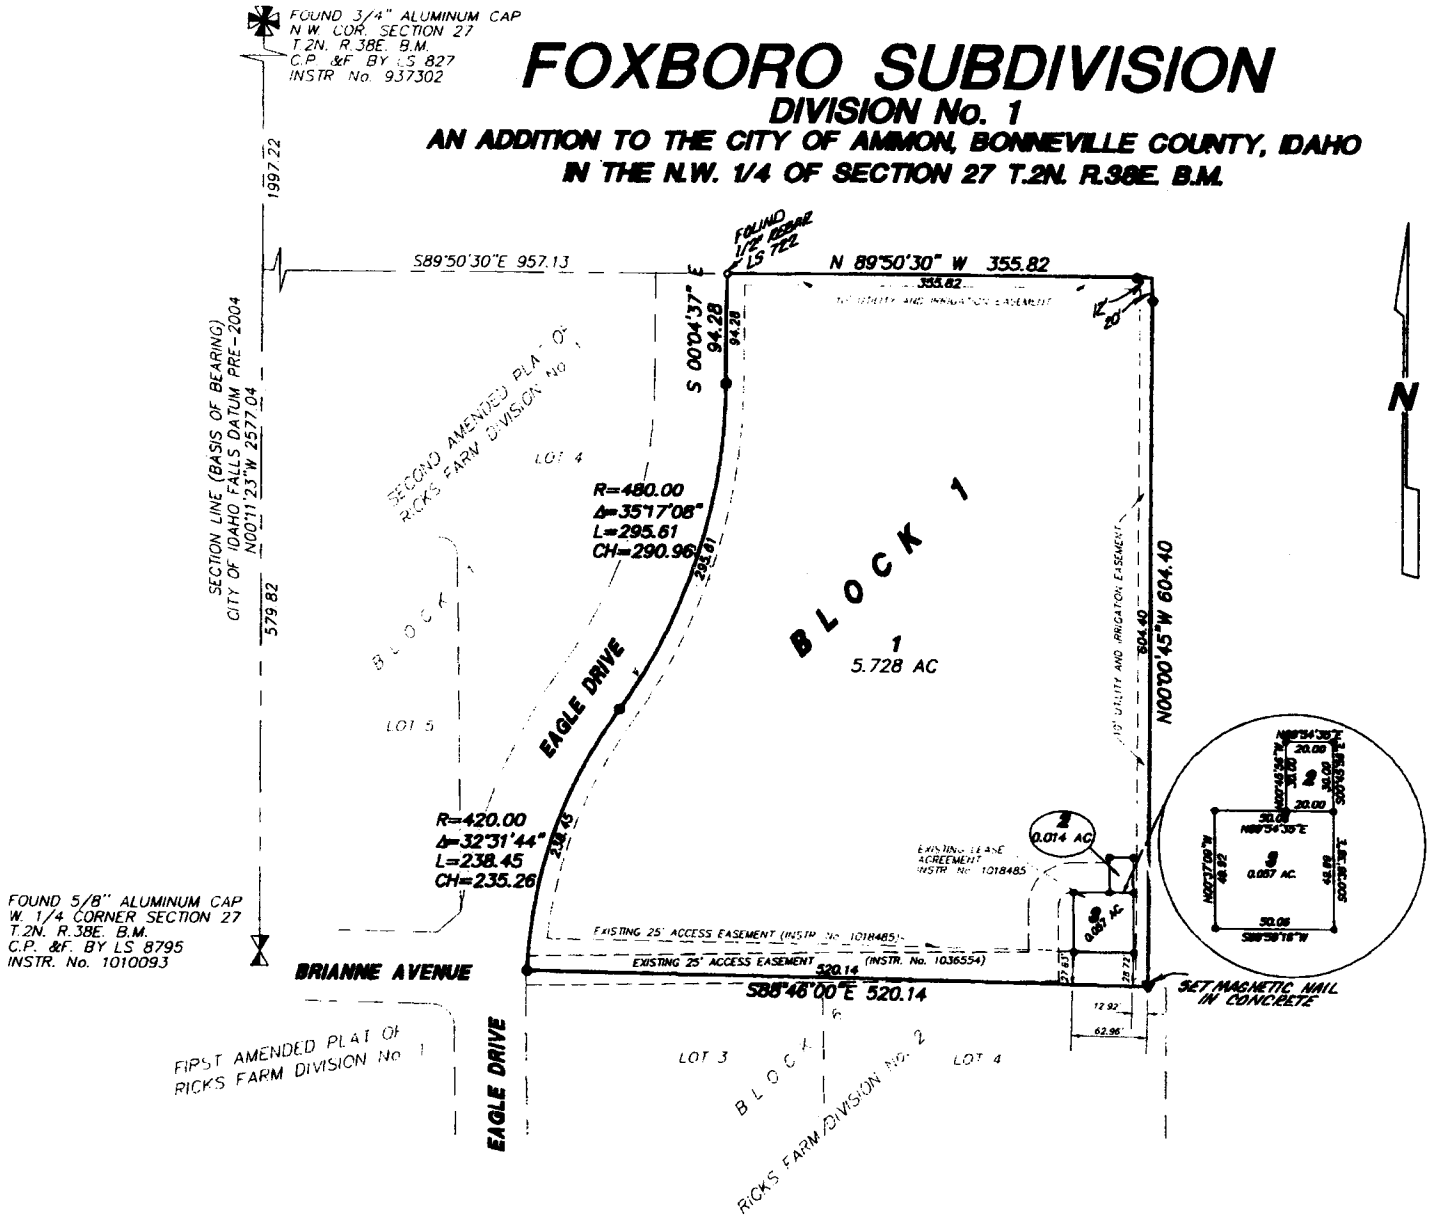 FOUND 3/4" ALUMINUM CAP
N.W. COR. SECTION 27
T.2N. R.38E. B.M.
C.P. &F. BY LS 827
INSTR No. 937302
FOXBORO SUBDIVISION
DIVISION No. 1
AN ADDITION TO THE CITY OF AMMON, BONNEVILLE COUNTY, IDAHO
IN THE N.W. 1/4 OF SECTION 27 T.2N. R.38E. B.M.
1997.22
S89°50'30"E 957.13
FOUND
1/2" REBAR
LS 722
N 89°50'30" W 355.82
355.82
UTILITY AND IRRIGATION EASEMENT
12'
20'
S 00°04'37" E
94.28
94.28
SECTION LINE (BASIS OF BEARING)
CITY OF IDAHO FALLS DATUM PRE-2004
N00°11'23"W 2577.04
579.82
SECOND AMENDED PLAT OF
RICKS FARM DIVISION No. 1
LOT 4
N
R=480.00
Δ=35°17'08"
L=295.61
CH=290.96
295.61
BLOCK 1
BLOCK 1
1
5.728 AC
10' UTILITY AND IRRIGATION EASEMENT
604.40
N00°00'45"W 604.40
EAGLE DRIVE
LOT 5
R=420.00
Δ=32°31'44"
L=238.45
CH=235.26
238.45
2
0.014 AC
EXISTING LEASE
AGREEMENT
INSTR No 1018485
3
0.057 AC.
N88°54'35"E
20.00
30.00
2
30.00
20.00
50.06
N88°54'35"E
3
0.057 AC.
48.92
49.89
50.06
FOUND 5/8" ALUMINUM CAP
W. 1/4 CORNER SECTION 27
T.2N. R.38E. B.M.
C.P. &F. BY LS 8795
INSTR. No. 1010093
EXISTING 25' ACCESS EASEMENT (INSTR. No. 1018485)
EXISTING 25' ACCESS EASEMENT (INSTR. No. 1036554)
520.14
S88°46'00"E 520.14
BRIANNE AVENUE
27.63'
28.72'
12.92'
62.96'
SET MAGNETIC NAIL
IN CONCRETE
FIRST AMENDED PLAT OF
RICKS FARM DIVISION No. 1
EAGLE DRIVE
LOT 3
BLOCK 6
LOT 4
RICKS FARM DIVISION No. 2